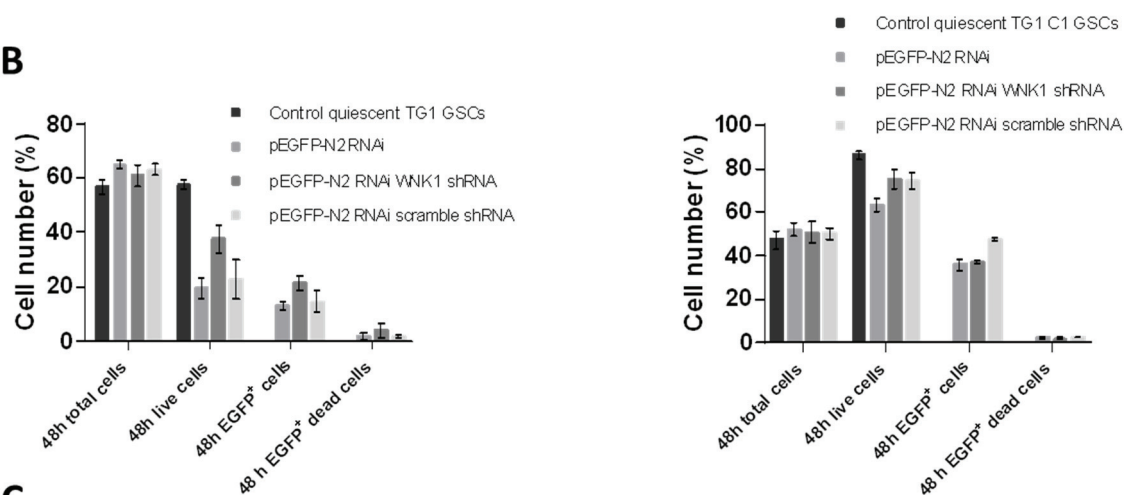 B
Control quiescent TG1 GSCs
pEGFP-N2 RNAi
pEGFP-N2 RNAi WNK1 shRNA
pEGFP-N2 RNAi scramble shRNA
Cell number (%)
80
60
40
20
0
48h total cells
48h live cells
48h EGFP⁺ cells
48 h EGFP⁺ dead cells
Control quiescent TG1 C1 GSCs
pEGFP-N2 RNAi
pEGFP-N2 RNAi WNK1 shRNA
pEGFP-N2 RNAi scramble shRNA
Cell number (%)
100
80
60
40
20
0
48h total cells
48h live cells
48h EGFP⁺ cells
48 h EGFP⁺ dead cells